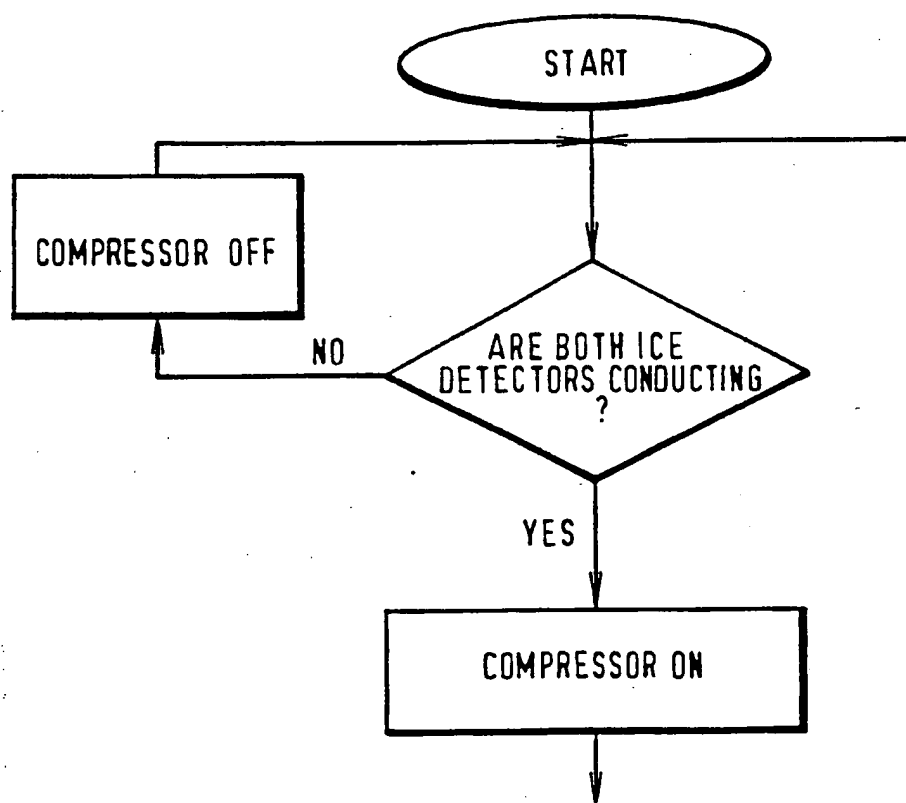 START
COMPRESSOR OFF
NO
ARE BOTH ICE
DETECTORS CONDUCTING
?
YES
COMPRESSOR ON